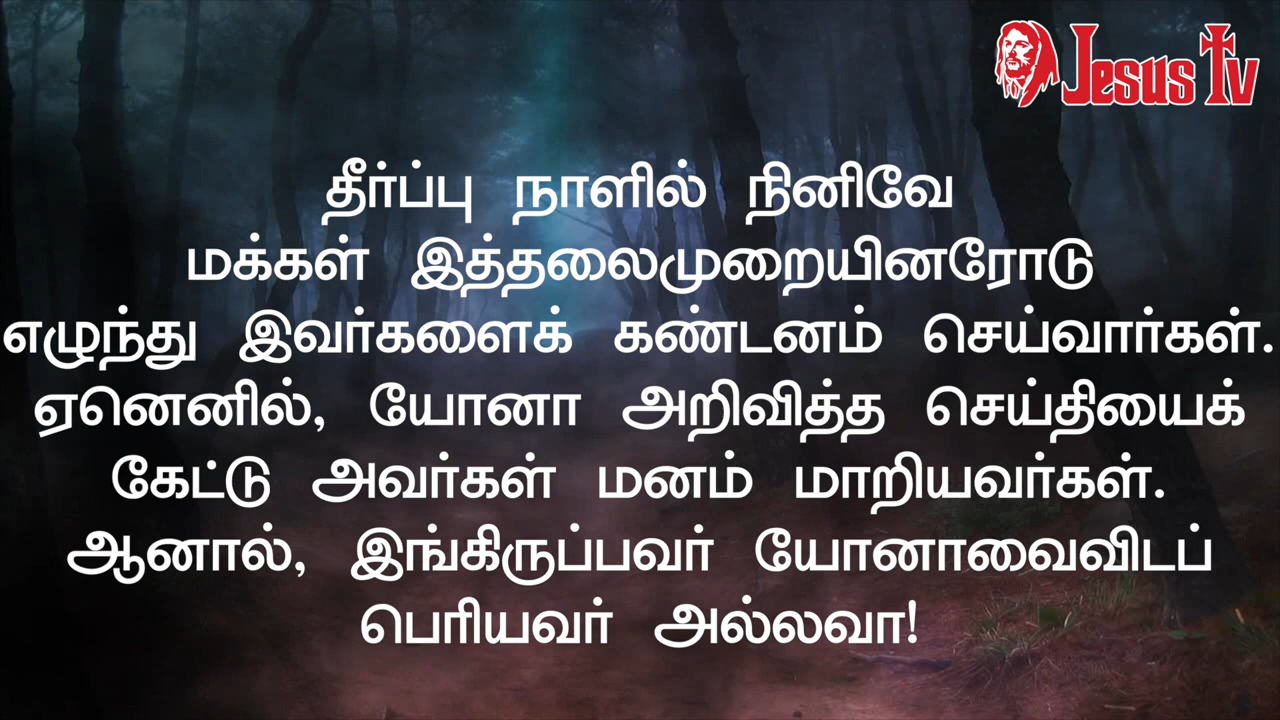 Jesus Tv
தீர்ப்பு நாளில் நினிவே
மக்கள் இத்தலைமுறையினரோடு
எழுந்து இவர்களைக் கண்டனம் செய்வார்கள்.
ஏனெனில், யோனா அறிவித்த செய்தியைக்
கேட்டு அவர்கள் மனம் மாறியவர்கள்.
ஆனால், இங்கிருப்பவர் யோனாவைவிடப்
பெரியவர் அல்லவா!